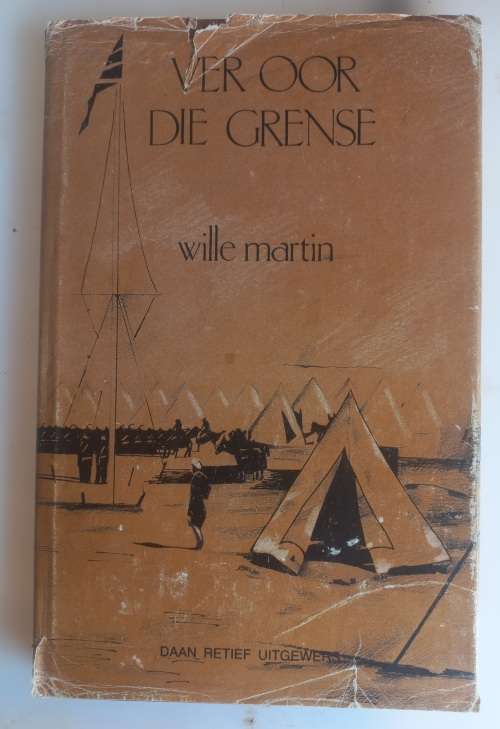 VER OOR
DIE GRENSE
wille martin
DAAN RETIEF UITGEWERS